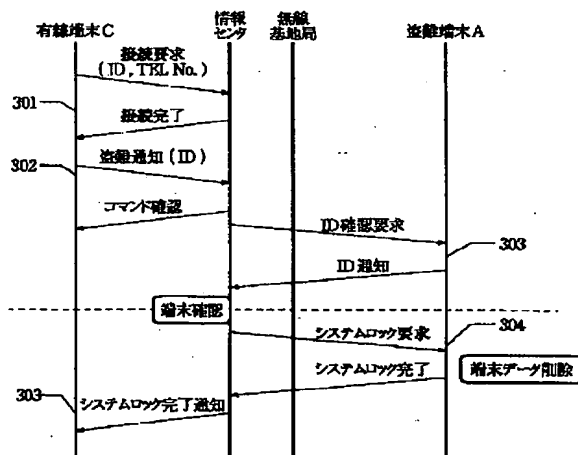 有線端末C
情報
センタ
無線
基地局
盗難端末A
接続要求
(ID, TEL No.)
301
接続完了
302
盗難通知 (ID)
コマンド確認
ID確認要求
303
ID通知
端末確認
システムロック要求
304
システムロック完了
端末データ削除
303
システムロック完了通知